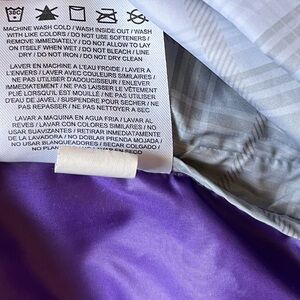 MACHINE WASH COLD / WASH INSIDE OUT / WASH
WITH LIKE COLORS / DO NOT USE SOFTENERS /
REMOVE IMMEDIATELY / DO NOT ALLOW TO LAY
ON ITSELF WHEN WET / DO NOT BLEACH / LINE
DRY / DO NOT IRON / DO NOT DRY CLEAN
LAVER EN MACHINE A L'EAU FROIDE / LAVER A
L'ENVERS / LAVER AVEC COULEURS SIMILAIRES /
NE PAS UTILISER D'ADOUCISSEUR / ENLEVER
IMMÉDIATEMENT / NE PAS LAISSER LE VÊTEMENT
PLIÉ LORSQU'IL EST MOUILLÉ / NE PAS UTILISER
D'EAU DE JAVEL / SUSPENDRE POUR SECHER / NE
PAS REPASSER / NE PAS NETTOYER A SEC
LAVAR A MAQUINA EN AGUA FRIA / LAVAR AL
REVES / LAVAR CON COLORES SIMILARES / NO
USAR SUAVIZANTES / RETIRAR INMEDIATAMENTE
DE LA LAVADORA / NO DOBLAR PRENDA MOJADA /
NO USAR BLANQUEADORES / SECAR COLGADO /
NO PLAN